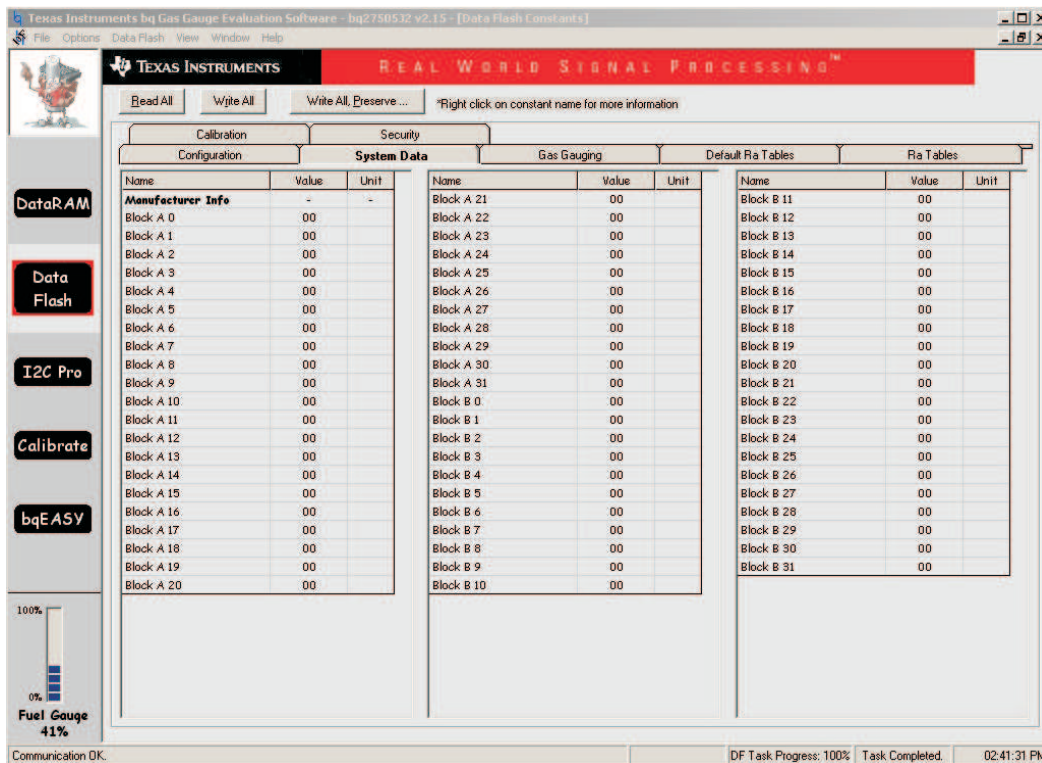 Texas Instruments bq Gas Gauge Evaluation Software - bq2750532 v2.15 - [Data Flash Constants]
File Options Data Flash View Window Help
TEXAS INSTRUMENTS REAL WORLD SIGNAL PROCESSING™
Read All Write All Write All, Preserve ... *Right click on constant name for more information
Calibration Security
Configuration System Data Gas Gauging Default Ra Tables Ra Tables
Name Value Unit Name Value Unit Name Value Unit
Manufacturer Info - - Block A 21 00 Block B 11 00
Block A 0 00 Block A 22 00 Block B 12 00
Block A 1 00 Block A 23 00 Block B 13 00
Block A 2 00 Block A 24 00 Block B 14 00
Block A 3 00 Block A 25 00 Block B 15 00
Block A 4 00 Block A 26 00 Block B 16 00
Block A 5 00 Block A 27 00 Block B 17 00
Block A 6 00 Block A 28 00 Block B 18 00
Block A 7 00 Block A 29 00 Block B 19 00
Block A 8 00 Block A 30 00 Block B 20 00
Block A 9 00 Block A 31 00 Block B 21 00
Block A 10 00 Block B 0 00 Block B 22 00
Block A 11 00 Block B 1 00 Block B 23 00
Block A 12 00 Block B 2 00 Block B 24 00
Block A 13 00 Block B 3 00 Block B 25 00
Block A 14 00 Block B 4 00 Block B 26 00
Block A 15 00 Block B 5 00 Block B 27 00
Block A 16 00 Block B 6 00 Block B 28 00
Block A 17 00 Block B 7 00 Block B 29 00
Block A 18 00 Block B 8 00 Block B 30 00
Block A 19 00 Block B 9 00 Block B 31 00
Block A 20 00 Block B 10 00
DataRAM
Data
Flash
I2C Pro
Calibrate
bqEASY
100%
0%
Fuel Gauge
41%
Communication OK. DF Task Progress: 100% Task Completed. 02:41:31 PM